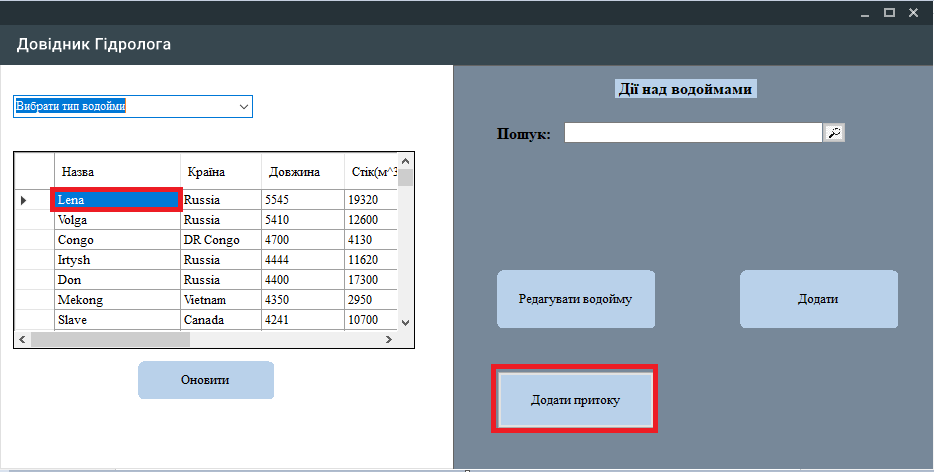 Довідник Гідролога
Вибрати тип водойми
Назва Країна Довжина Стік(м^3
Lena Russia 5545 19320
Volga Russia 5410 12600
Congo DR Congo 4700 4130
Irtysh Russia 4444 11620
Don Russia 4400 17300
Mekong Vietnam 4350 2950
Slave Canada 4241 10700
Оновити
Дії над водоймами
Пошук:
Редагувати водойму Додати
Додати притоку